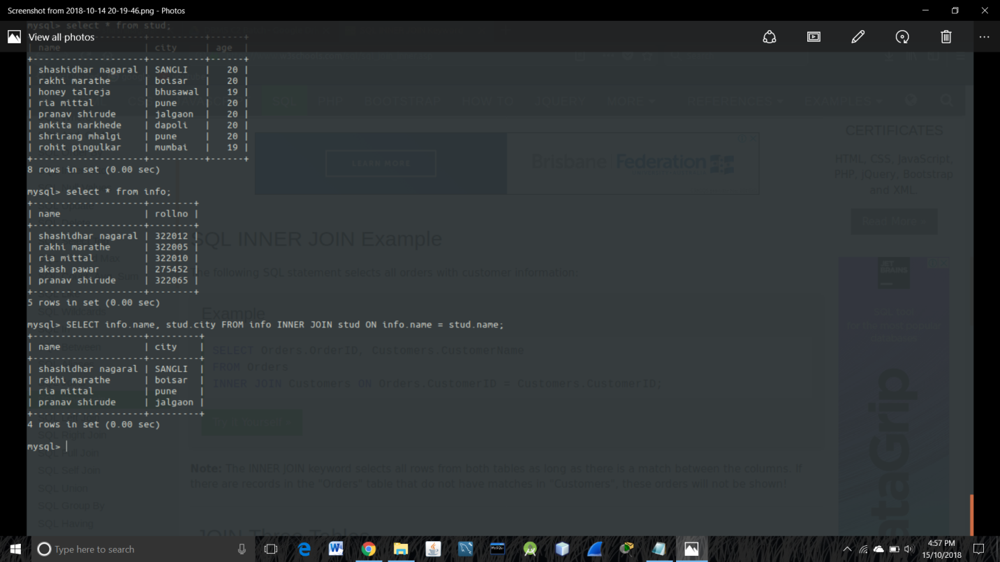 Screenshot from 2018-10-14 20-19-46.png - Photos
mysql> select * from stud;
View all photos
| name | city | age |
+--------------------+----------+------+
| shashidhar nagaral | SANGLI | 20 |
| rakhi marathe | boisar | 20 |
| honey talreja | bhusawal | 19 |
| ria mittal | pune | 20 |
| pranav shirude | jalgaon | 20 |
| ankita narkhede | dapoli | 20 |
| shrirang mhalgi | pune | 20 |
| rohit pingulkar | mumbai | 19 |
+--------------------+----------+------+
8 rows in set (0.00 sec)
mysql> select * from info;
+--------------------+--------+
| name | rollno |
+--------------------+--------+
| shashidhar nagaral | 322012 |
| rakhi marathe | 322005 |
| ria mittal | 322010 |
| akash pawar | 275452 |
| pranav shirude | 322065 |
+--------------------+--------+
5 rows in set (0.00 sec)
mysql> SELECT info.name, stud.city FROM info INNER JOIN stud ON info.name = stud.name;
+--------------------+---------+
| name | city |
+--------------------+---------+
| shashidhar nagaral | SANGLI |
| rakhi marathe | boisar |
| ria mittal | pune |
| pranav shirude | jalgaon |
+--------------------+---------+
4 rows in set (0.00 sec)
mysql>
SQL PHP BOOTSTRAP HOW TO JQUERY MORE REFERENCES EXAMPLES
LEARN MORE
Brisbane Federation
CERTIFICATES
HTML, CSS, JavaScript,
PHP, jQuery, Bootstrap
and XML.
Read More »
SQL INNER JOIN Example
The following SQL statement selects all orders with customer information
Example
SELECT Orders.OrderID, Customers.CustomerName
FROM Orders
INNER JOIN Customers ON Orders.CustomerID = Customers.CustomerID;
Note: The INNER JOIN keyword selects all rows from both tables as long as there is a match between the columns. If
there are records in the "Orders" table that do not have matches in "Customers", these orders will not be shown!
JOIN Three Tables
SQL Right Join
SQL Full Join
SQL Self Join
SQL Union
SQL Group By
SQL Having
JET
BRAINS
ataGrip
Type here to search
4:57 PM
15/10/2018